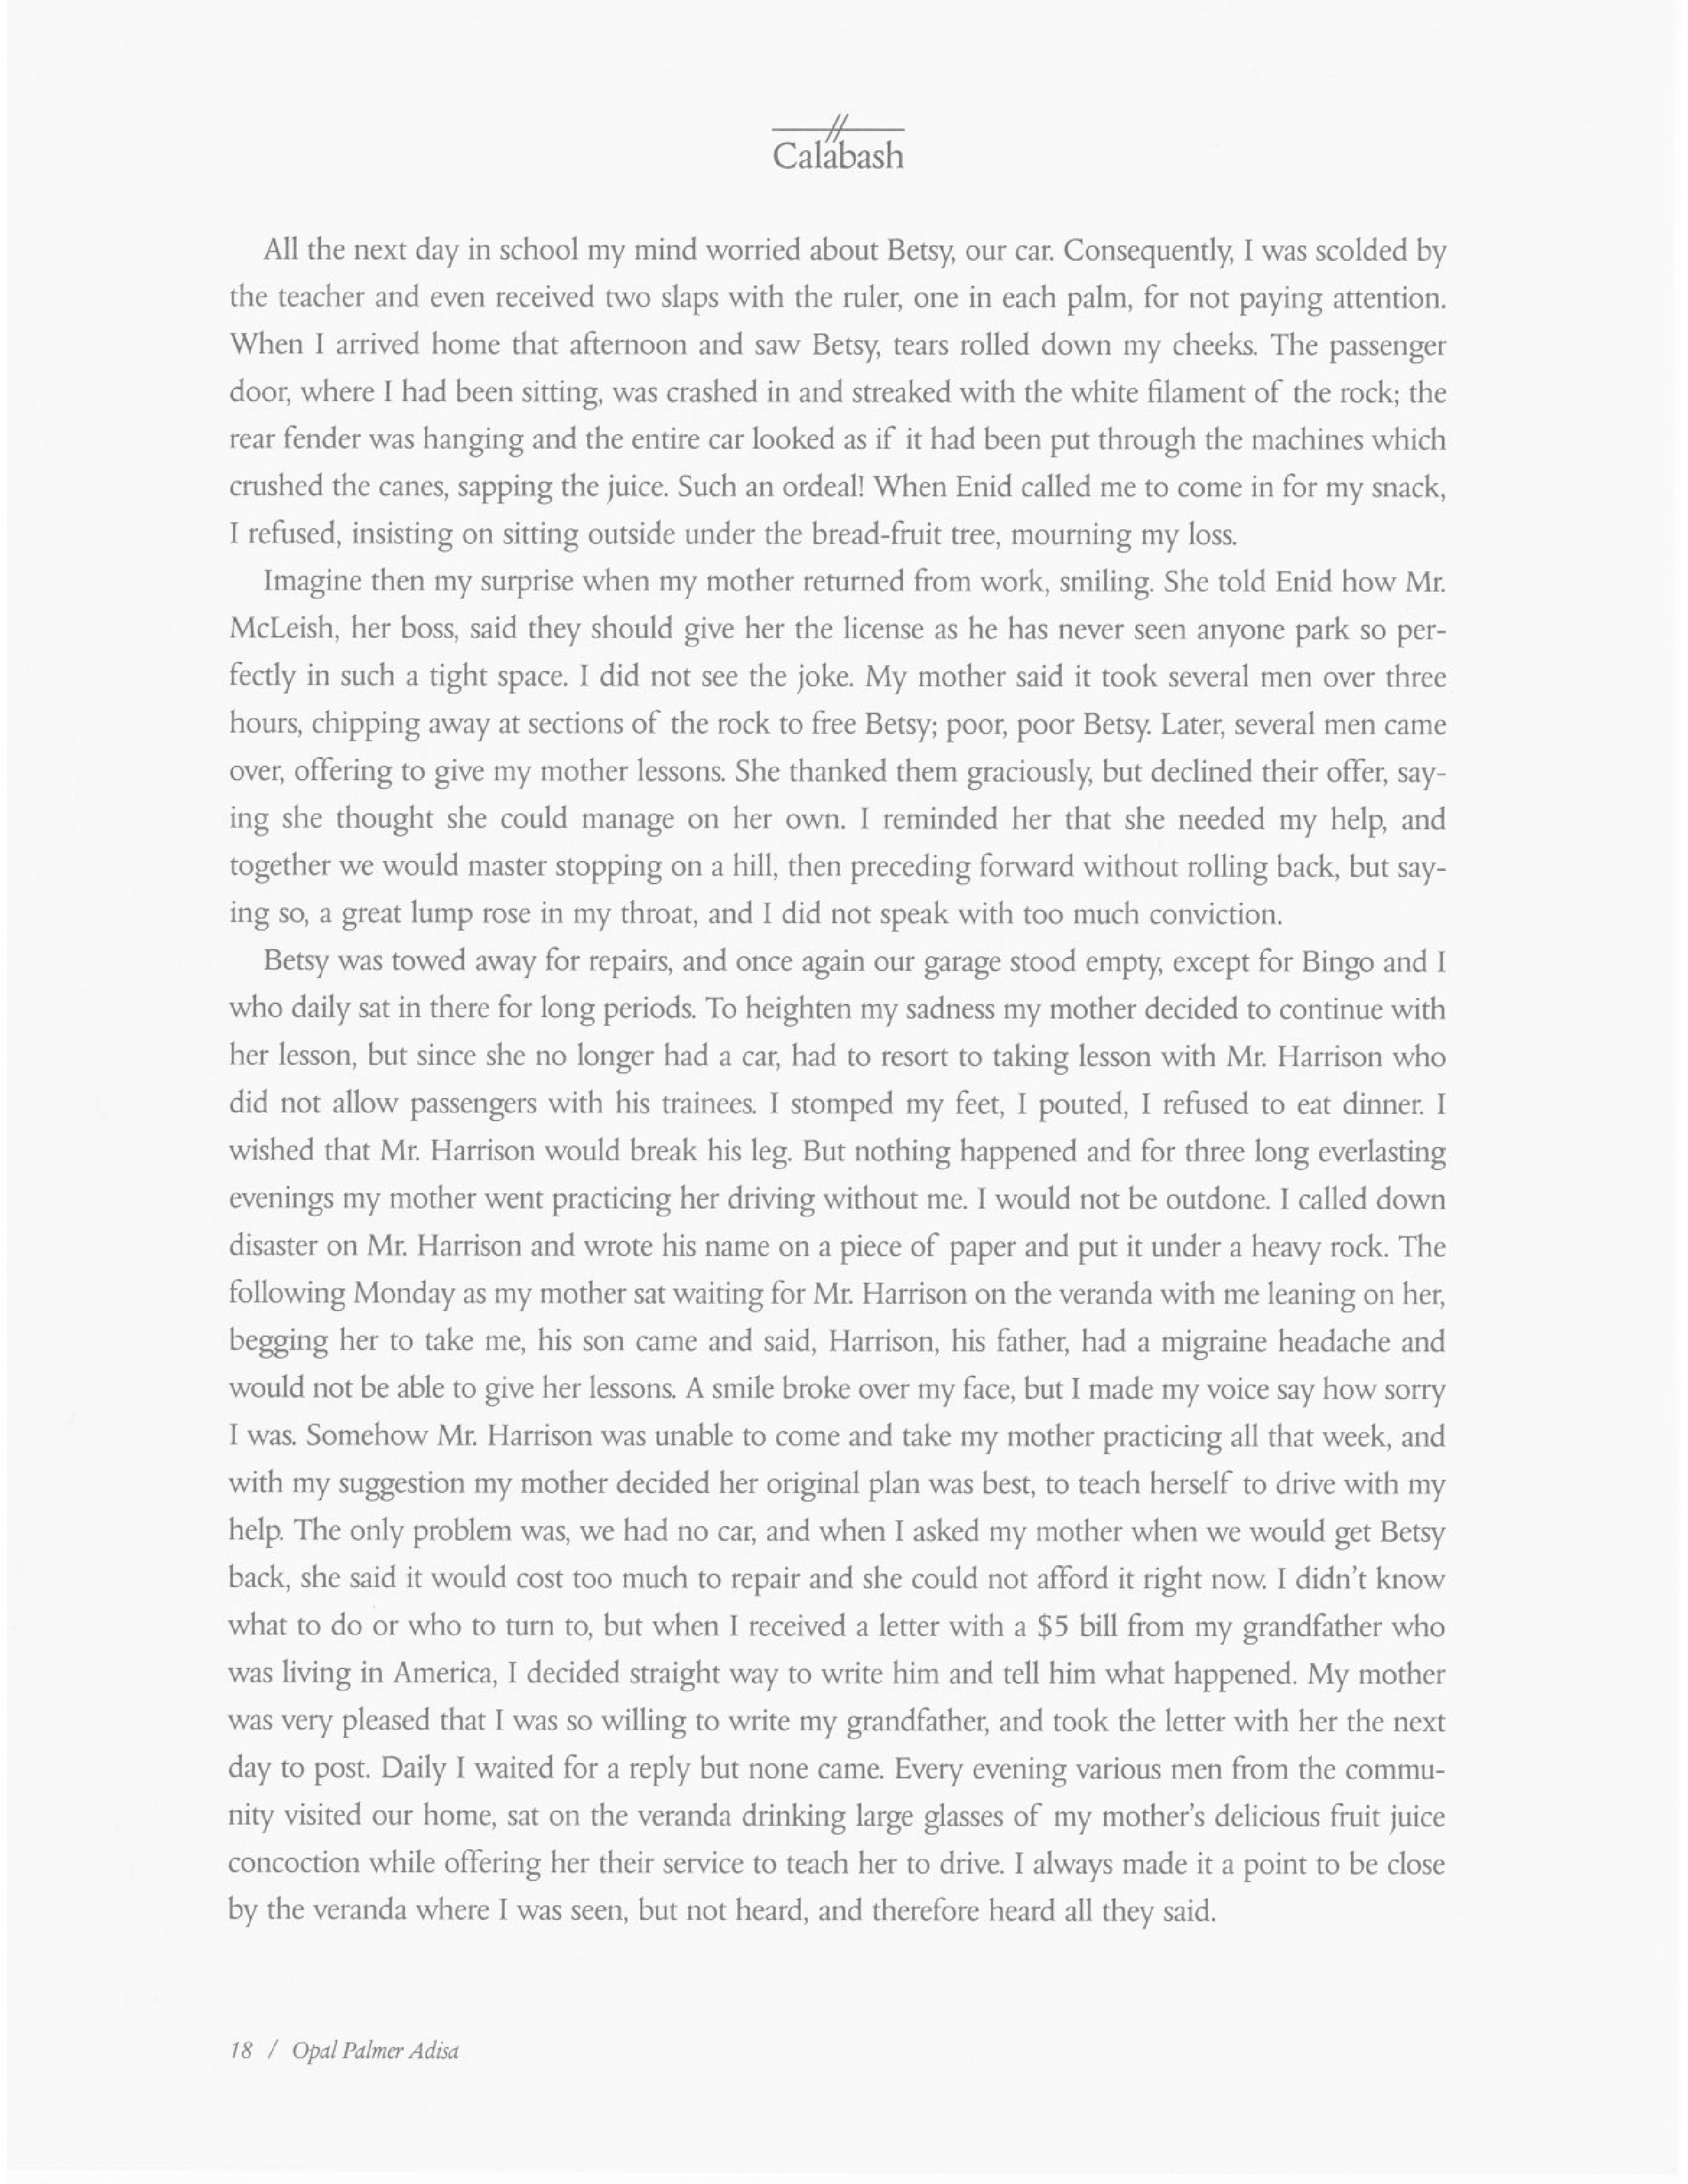 Calabash
All the next day in school my mind worried about Betsy, our car. Consequently, I was scolded by
the teacher and even received two slaps with the ruler, one in each palm, for not paying attention.
When I arrived home that afternoon and saw Betsy, tears rolled down my cheeks. The passenger
door, where I had been sitting, was crashed in and streaked with the white filament of the rock; the
rear fender was hanging and the entire car looked as if it had been put through the machines which
crushed the canes, sapping the juice. Such an ordeal! When Enid called me to come in for my snack,
I refused, insisting on sitting outside under the bread-fruit tree, mourning my loss.
Imagine then my surprise when my mother returned from work, smiling. She told Enid how Mr.
McLeish, her boss, said they should give her the license as he has never seen anyone park so per-
fectly in such a tight space. I did not see the joke. My mother said it took several men over three
hours, chipping away at sections of the rock to free Betsy; poor, poor Betsy. Later, several men came
over, offering to give my mother lessons. She thanked them graciously, but declined their offer, say-
ing she thought she could manage on her own. I reminded her that she needed my help, and
together we would master stopping on a hill, then preceding forward without rolling back, but say-
ing so, a great lump rose in my throat, and I did not speak with too much conviction.
Betsy was towed away for repairs, and once again our garage stood empty, except for Bingo and I
who daily sat in there for long periods. To heighten my sadness my mother decided to continue with
her lesson, but since she no longer had a car, had to resort to taking lesson with Mr. Harrison who
did not allow passengers with his trainees. I stomped my feet, I pouted, I refused to eat dinner. I
wished that Mr. Harrison would break his leg. But nothing happened and for three long everlasting
evenings my mother went practicing her driving without me. I would not be outdone. I called down
disaster on Mr. Harrison and wrote his name on a piece of paper and put it under a heavy rock. The
following Monday as my mother sat waiting for Mr. Harrison on the veranda with me leaning on her,
begging her to take me, his son came and said, Harrison, his father, had a migraine headache and
would not be able to give her lessons. A smile broke over my face, but I made my voice say how sorry
I was. Somehow Mr. Harrison was unable to come and take my mother practicing all that week, and
with my suggestion my mother decided her original plan was best, to teach herself to drive with my
help. The only problem was, we had no car, and when I asked my mother when we would get Betsy
back, she said it would cost too much to repair and she could not afford it right now. I didn't know
what to do or who to turn to, but when I received a letter with a $5 bill from my grandfather who
was living in America, I decided straight way to write him and tell him what happened. My mother
was very pleased that I was so willing to write my grandfather, and took the letter with her the next
day to post. Daily I waited for a reply but none came. Every evening various men from the commu-
nity visited our home, sat on the veranda drinking large glasses of my mother's delicious fruit juice
concoction while offering her their service to teach her to drive. I always made it a point to be close
by the veranda where I was seen, but not heard, and therefore heard all they said.
18 / Opal Palmer Adisa